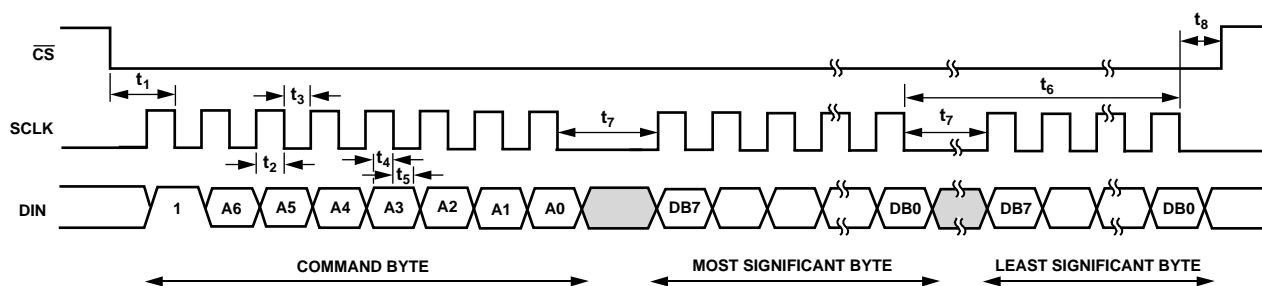 t8
CS
t1
t3
t6
SCLK
t7
t7
t2
t4
t5
DIN
1
A6
A5
A4
A3
A2
A1
A0
DB7
DB0
DB7
DB0
COMMAND BYTE
MOST SIGNIFICANT BYTE
LEAST SIGNIFICANT BYTE